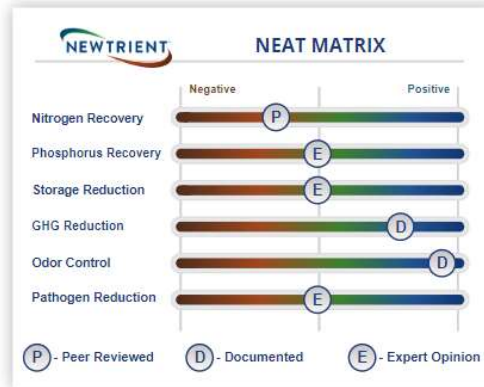 NEWTRIENT NEAT MATRIX
Negative Positive
Nitrogen Recovery P
Phosphorus Recovery E
Storage Reduction E
GHG Reduction D
Odor Control D
Pathogen Reduction E
P - Peer Reviewed D - Documented E - Expert Opinion